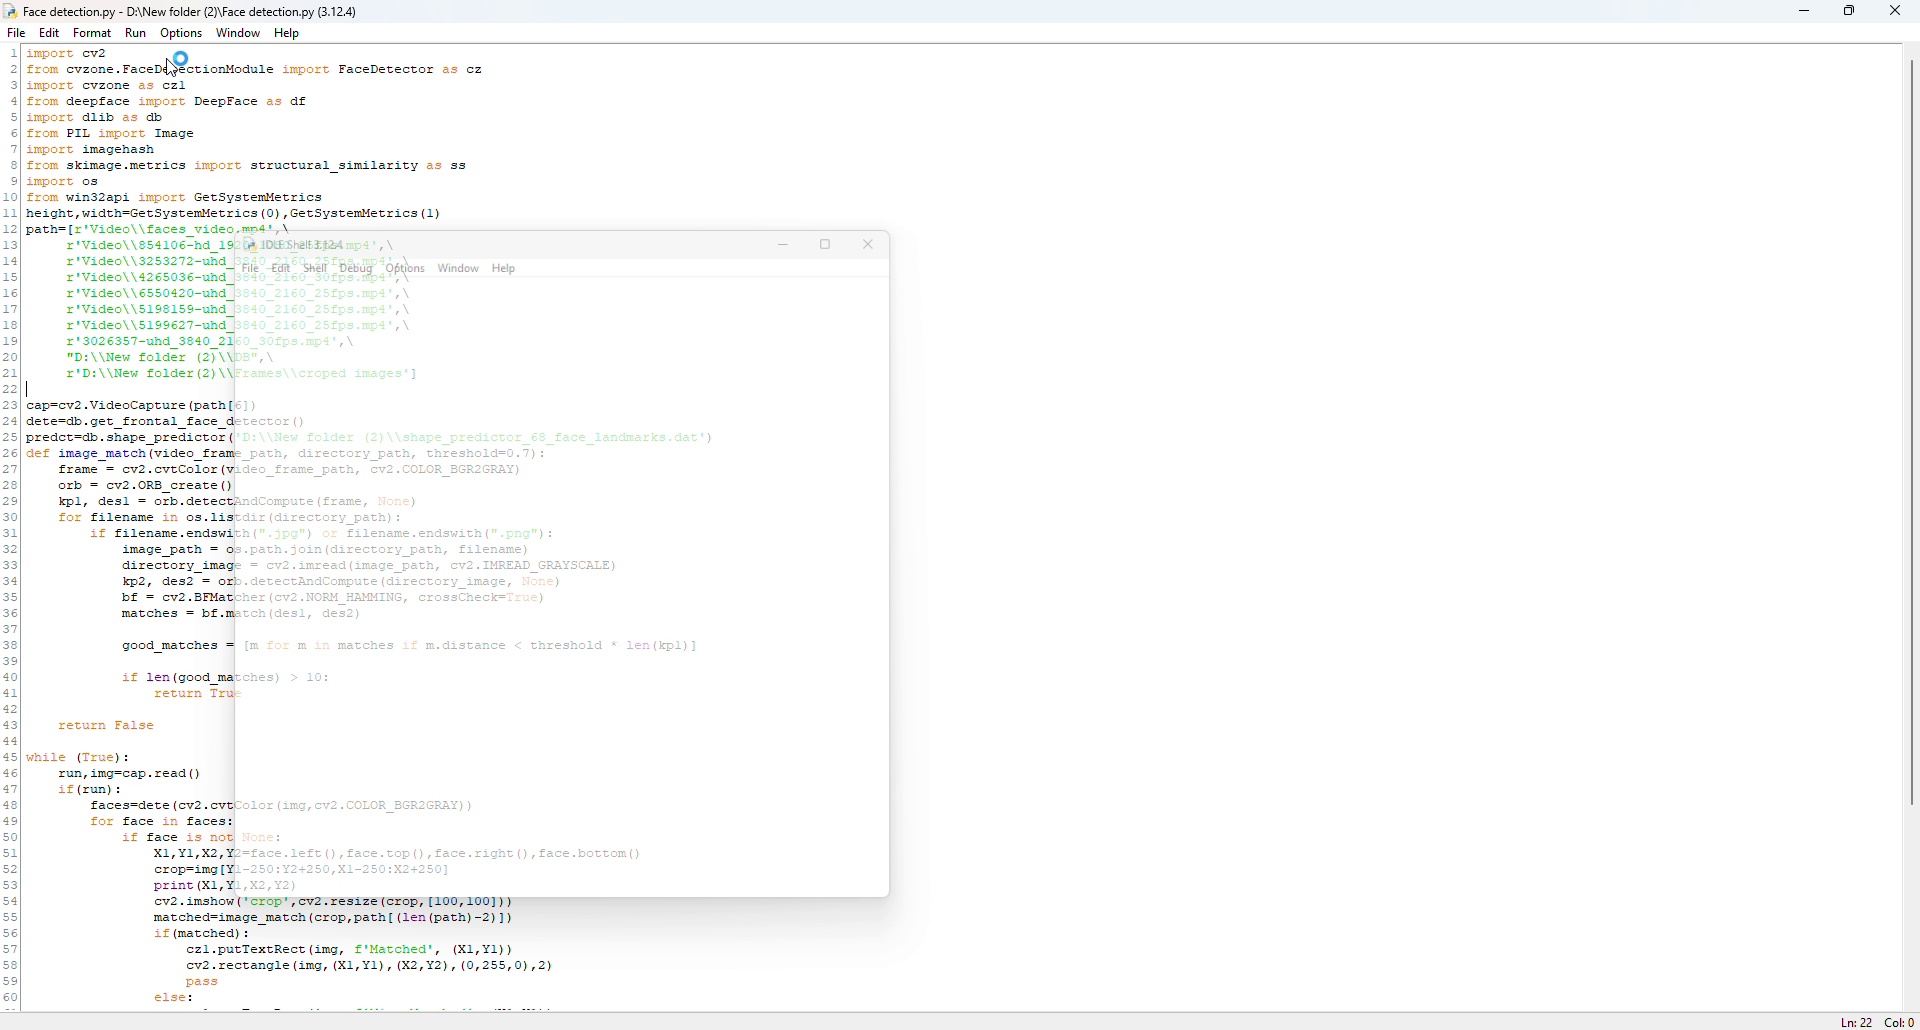 Face detection.py - D:\New folder (2)\Face detection.py (3.12.4)
File Edit Format Run Options Window Help
1 import cv2
2 from cvzone.FaceDetectionModule import FaceDetector as cz
3 import cvzone as cz1
4 from deepface import DeepFace as df
5 import dlib as db
6 from PIL import Image
7 import imagehash
8 from skimage.metrics import structural_similarity as ss
9 import os
10 from win32api import GetSystemMetrics
11 height,width=GetSystemMetrics(0),GetSystemMetrics(1)
12 path=[r'Video\\faces_video.mp4',\
IDLE Shell 3.12.4
13 r'Video\\854106-hd_1920_1080_25fps.mp4',\
14 r'Video\\3253272-uhd_3840_2160_25fps.mp4',\
File Edit Shell Debug Options Window Help
15 r'Video\\4265036-uhd_3840_2160_30fps.mp4',\
16 r'Video\\6550420-uhd_3840_2160_25fps.mp4',\
17 r'Video\\5198159-uhd_3840_2160_25fps.mp4',\
18 r'Video\\5199627-uhd_3840_2160_25fps.mp4',\
19 r'3026357-uhd_3840_2160_30fps.mp4',\
20 "D:\\New folder (2)\\DB",\
21 r'D:\\New folder(2)\\Frames\\croped images']
22
23 cap=cv2.VideoCapture(path[6])
24 dete=db.get_frontal_face_detector()
25 predct=db.shape_predictor('D:\\New folder (2)\\shape_predictor_68_face_landmarks.dat')
26 def image_match(video_frame_path, directory_path, threshold=0.7):
27 frame = cv2.cvtColor(video_frame_path, cv2.COLOR_BGR2GRAY)
28 orb = cv2.ORB_create()
29 kp1, des1 = orb.detectAndCompute(frame, None)
30 for filename in os.listdir(directory_path):
31 if filename.endswith(".jpg") or filename.endswith(".png"):
32 image_path = os.path.join(directory_path, filename)
33 directory_image = cv2.imread(image_path, cv2.IMREAD_GRAYSCALE)
34 kp2, des2 = orb.detectAndCompute(directory_image, None)
35 bf = cv2.BFMatcher(cv2.NORM_HAMMING, crossCheck=True)
36 matches = bf.match(des1, des2)
37
38 good_matches = [m for m in matches if m.distance < threshold * len(kp1)]
39
40 if len(good_matches) > 10:
41 return True
42
43 return False
44
45 while (True):
46 run,img=cap.read()
47 if(run):
48 faces=dete(cv2.cvtColor(img,cv2.COLOR_BGR2GRAY))
49 for face in faces:
50 if face is not None:
51 X1,Y1,X2,Y2=face.left(),face.top(),face.right(),face.bottom()
52 crop=img[Y1-250:Y2+250,X1-250:X2+250]
53 print(X1,Y1,X2,Y2)
54 cv2.imshow('crop',cv2.resize(crop,[100,100]))
55 matched=image_match(crop,path[(len(path)-2)])
56 if(matched):
57 cz1.putTextRect(img, f'Matched', (X1,Y1))
58 cv2.rectangle(img,(X1,Y1),(X2,Y2),(0,255,0),2)
59 pass
60 else:
Ln: 22 Col: 0